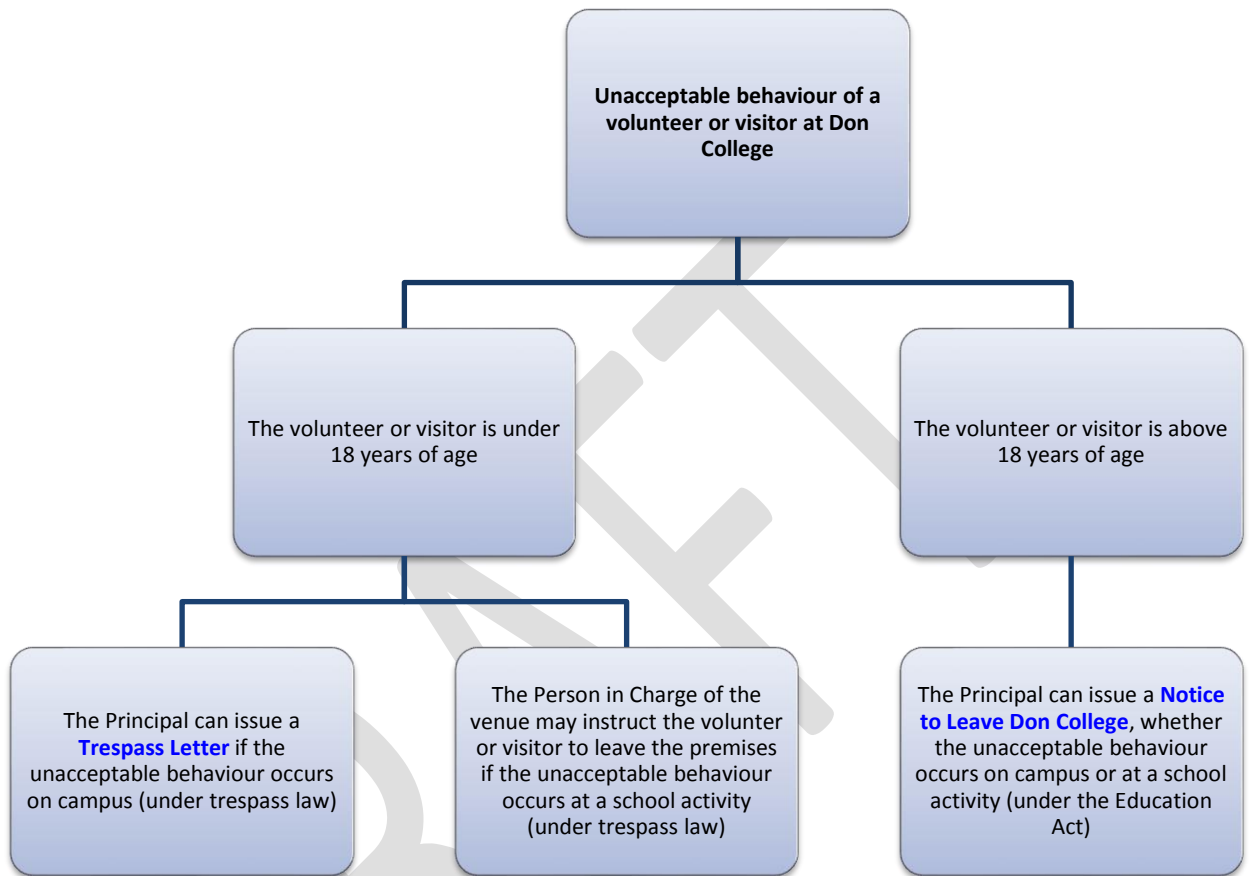 Unacceptable behaviour of a
volunteer or visitor at Don
College
The volunteer or visitor is under
18 years of age
The volunteer or visitor is above
18 years of age
The Principal can issue a
Trespass Letter if the
unacceptable behaviour occurs
on campus (under trespass law)
The Person in Charge of the
venue may instruct the volunter
or visitor to leave the premises
if the unacceptable behaviour
occurs at a school activity
(under trespass law)
The Principal can issue a Notice
to Leave Don College, whether
the unacceptable behaviour
occurs on campus or at a school
activity (under the Education
Act)